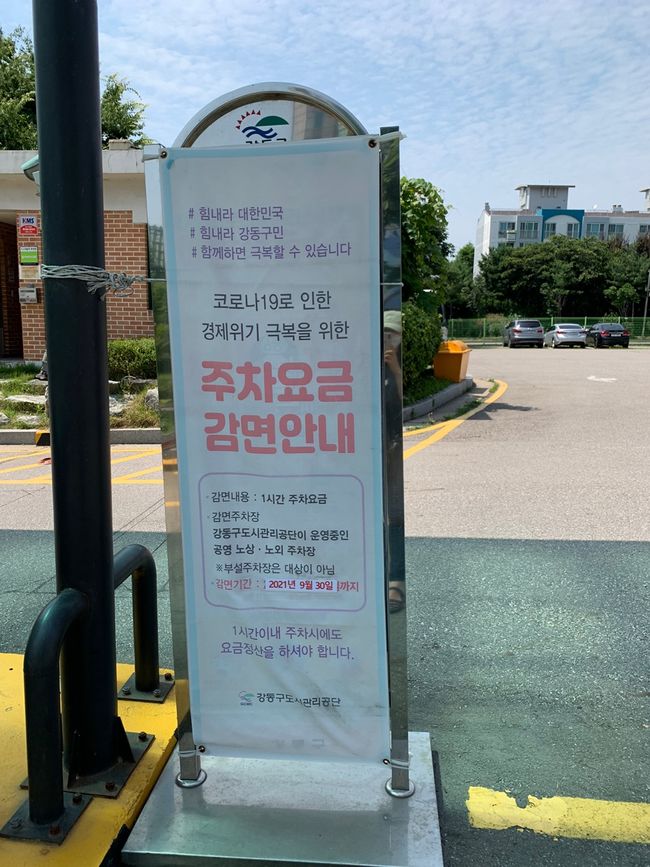 # 힘내라 대한민국
# 힘내라 강동구민
# 함께하면 극복할 수 있습니다
코로나19로 인한
경제위기 극복을 위한
주차요금
감면안내
· 감면내용 : 1시간 주차요금
· 감면주차장
강동구도시관리공단이 운영중인
공영 노상 · 노외 주차장
※부설주차장은 대상이 아님
· 감면기간 : 2021년 9월 30일 까지
1시간이내 주차시에도
요금정산을 하셔야 합니다.
강동구도시관리공단
KMS